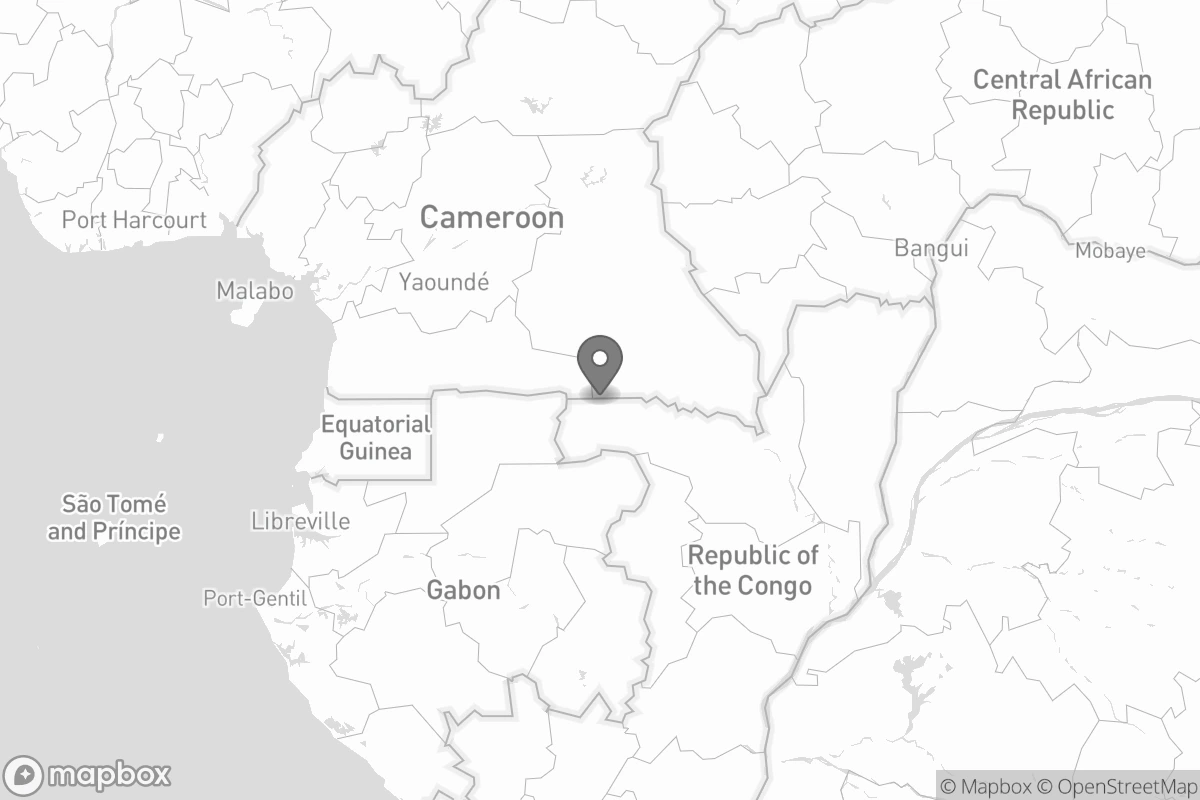 Central African
Republic
Port Harcourt
Cameroon
Bangui
Mobaye
Yaoundé
Malabo
Equatorial
Guinea
São Tomé
and Príncipe
Libreville
Republic of
the Congo
Gabon
Port-Gentil
mapbox
© Mapbox © OpenStreetMap